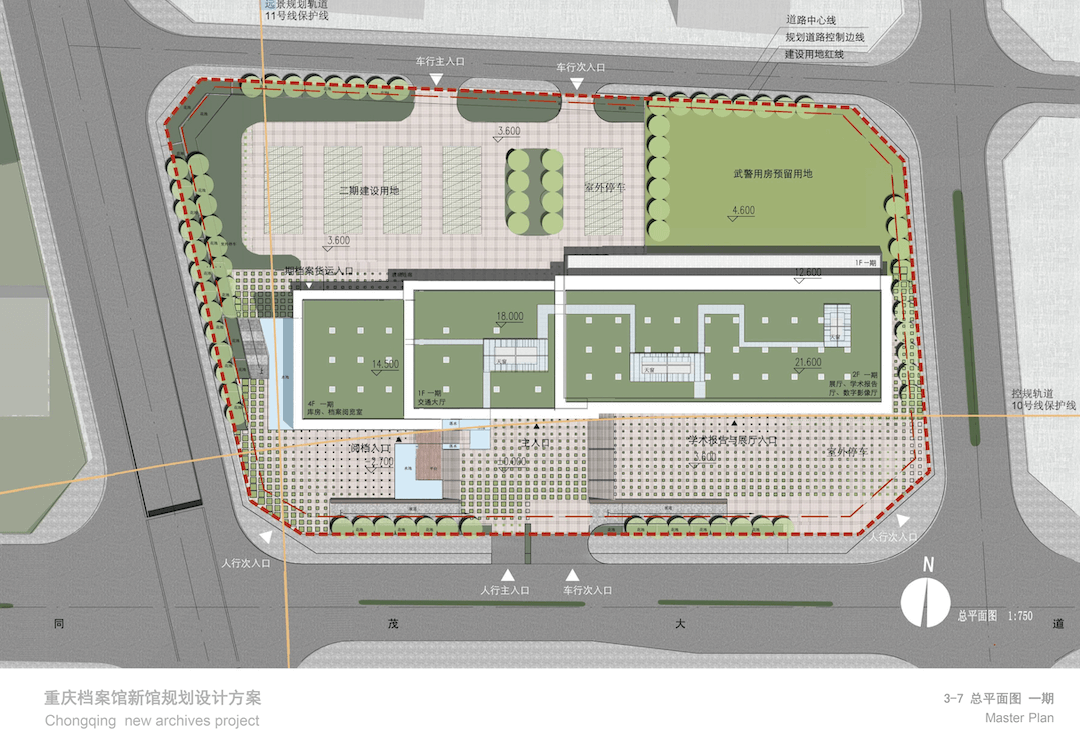 远景规划轨道
11号线保护线
道路中心线
规划道路控制边线
建设用地红线
车行主入口
车行次入口
3.600
二期建设用地
室外停车
武警用房预留用地
4.600
3.600
期档案货运入口
1F 一期
12.600
18.000
天窗
天窗
天窗
14.500
21.600
4F 一期
库房、档案阅览室
1F 一期
交通大厅
2F 一期
展厅、学术报告
厅、数字影像厅
控规轨道
10号线保护线
阅档入口
2.700
主入口
±0.000
学术报告与展厅入口
3.600
室外停车
人行次入口
人行次入口
人行主入口
车行次入口
N
总平面图 1:750
同 茂 大 道
重庆档案馆新馆规划设计方案
Chongqing new archives project
3-7 总平面图 一期
Master Plan